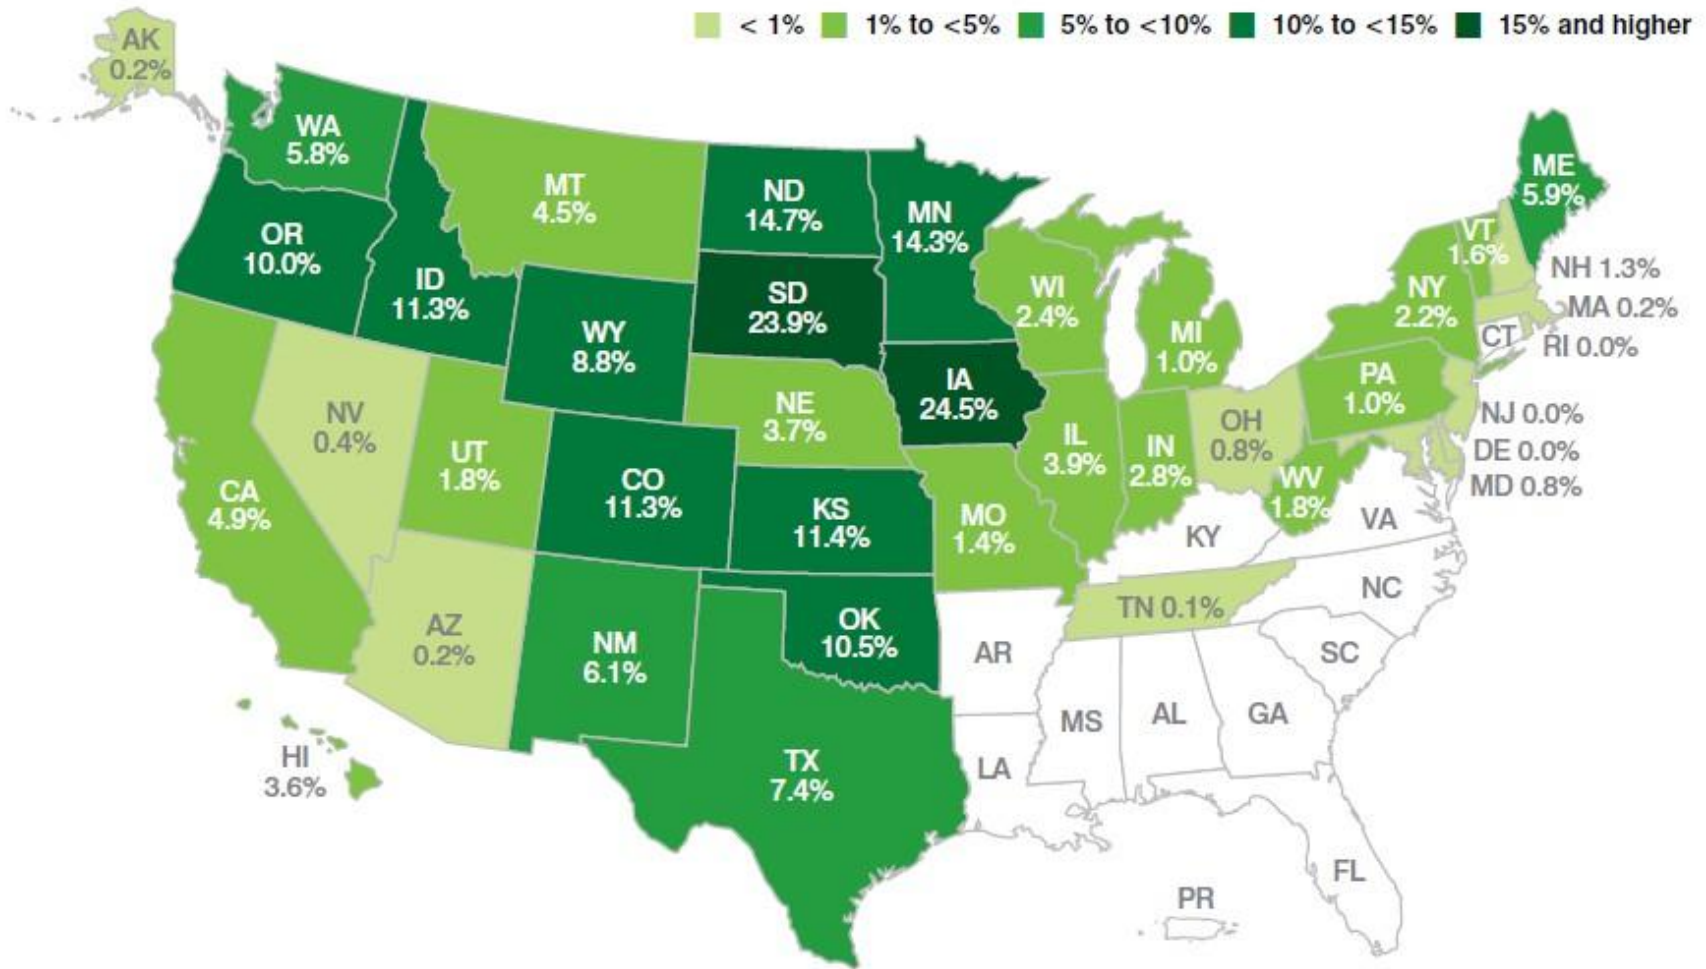 < 1% 1% to <5% 5% to <10% 10% to <15% 15% and higher
AK
0.2%
WA
5.8%
OR
10.0%
ID
11.3%
MT
4.5%
ND
14.7%
MN
14.3%
SD
23.9%
WY
8.8%
WI
2.4%
MI
1.0%
ME
5.9%
VT
1.6%
NH 1.3%
NY
2.2%
MA 0.2%
CT
RI 0.0%
IA
24.5%
NE
3.7%
NV
0.4%
UT
1.8%
CA
4.9%
CO
11.3%
KS
11.4%
MO
1.4%
IL
3.9%
IN
2.8%
OH
0.8%
PA
1.0%
NJ 0.0%
DE 0.0%
MD 0.8%
WV
1.8%
VA
KY
NC
TN 0.1%
SC
AZ
0.2%
NM
6.1%
OK
10.5%
AR
MS
AL
GA
TX
7.4%
LA
HI
3.6%
FL
PR